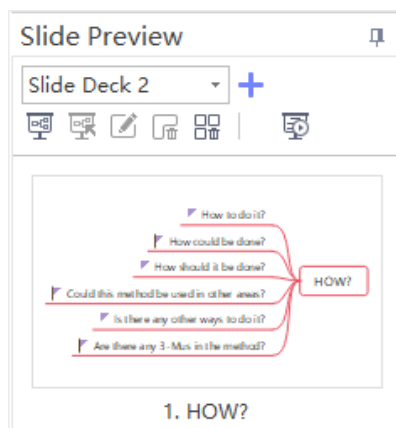 Slide Preview
Slide Deck 2
How to do it?
How could be done?
How should it be done?
HOW?
Could this method be used in other areas?
Is there any other ways to do it?
Are there any 3-Mus in the method?
1. HOW?